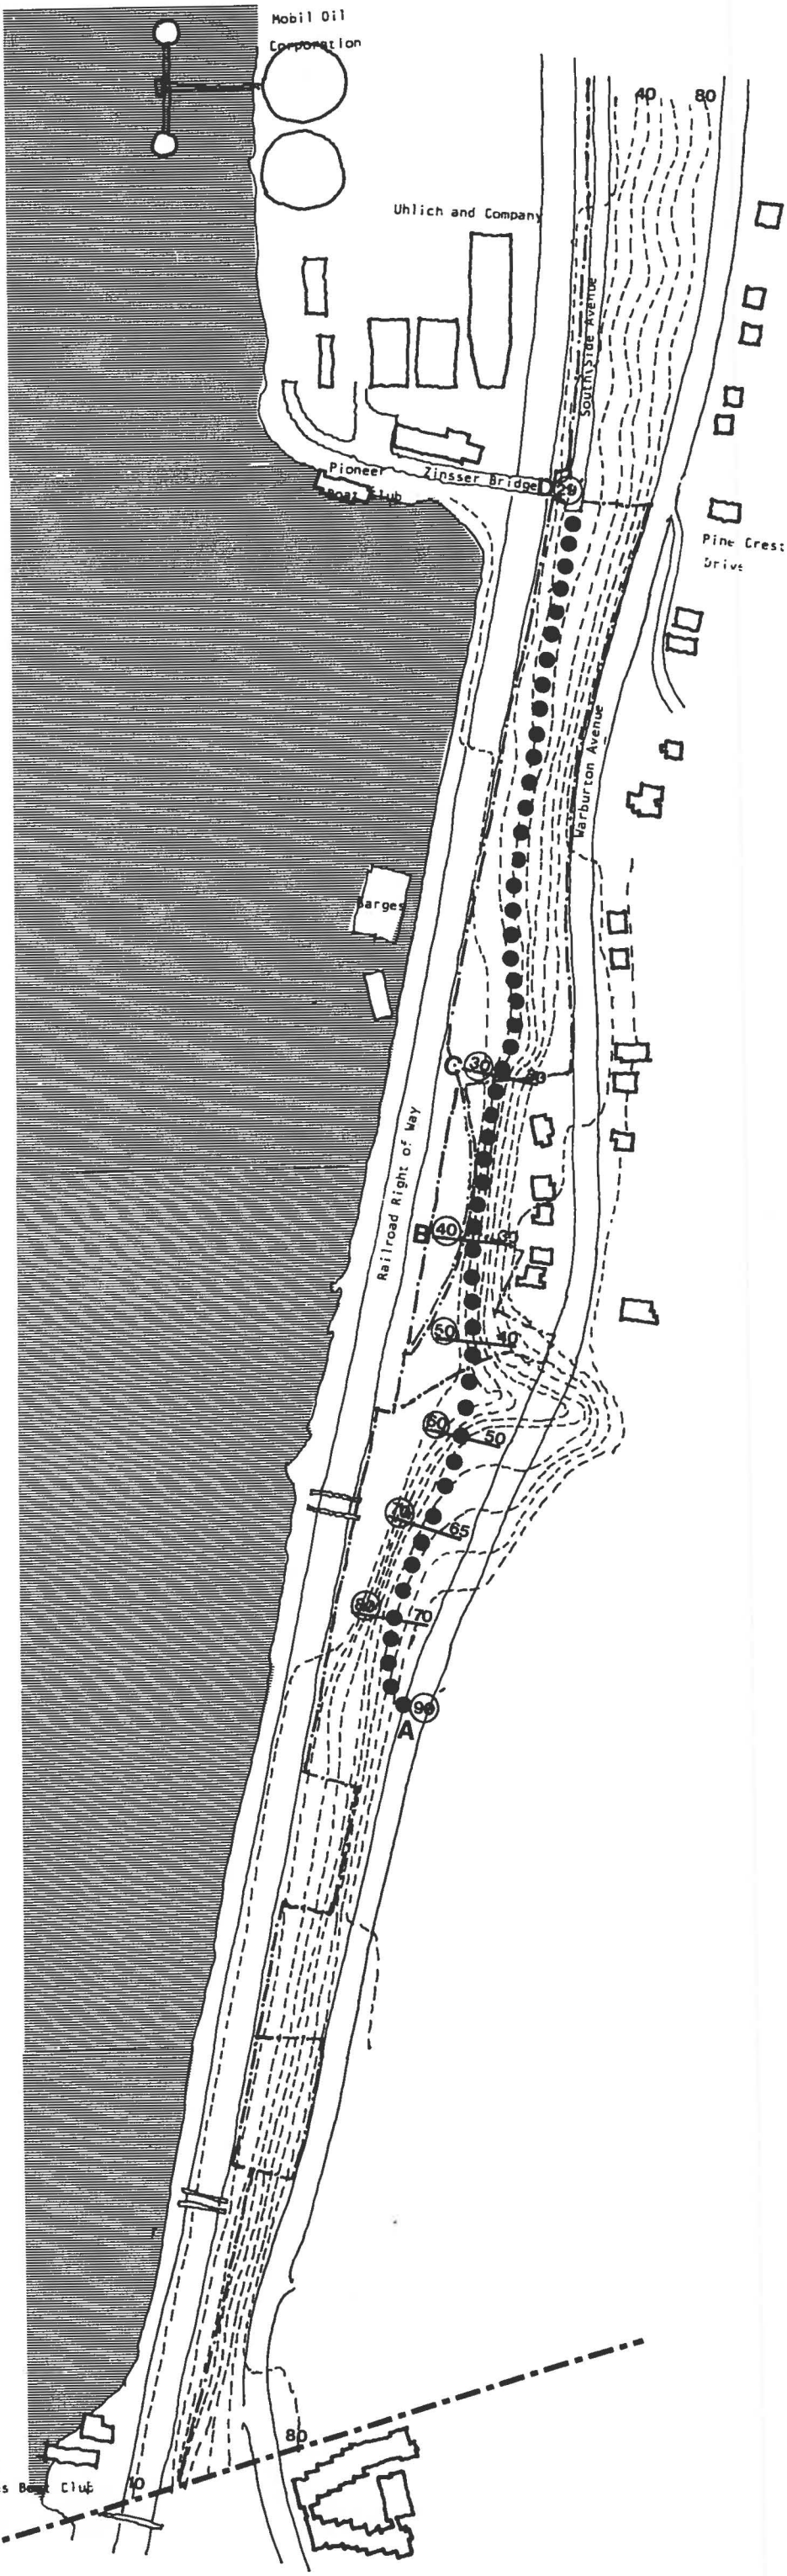 Mobil Oil
Corporation
40 80
Uhlich and Company
South Side Avenue
Pioneer
Boat Club
Zinsser Bridge
D
Pine Crest
Drive
Warburton Avenue
Barges
C 30
Railroad Right of Way
B 40
50 40
60 50
70 65
80 70
90
A
80
10
s Boat Club